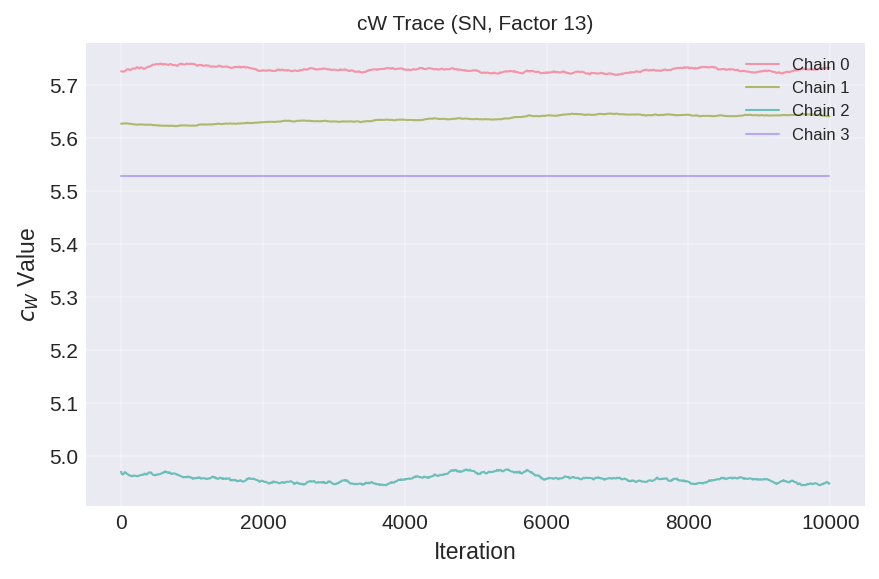 cW Trace (SN, Factor 13)
Chain 0
Chain 1
Chain 2
Chain 3
5.7
5.6
5.5
5.4
5.3
5.2
5.1
5.0
c_W Value
0 2000 4000 6000 8000 10000
Iteration